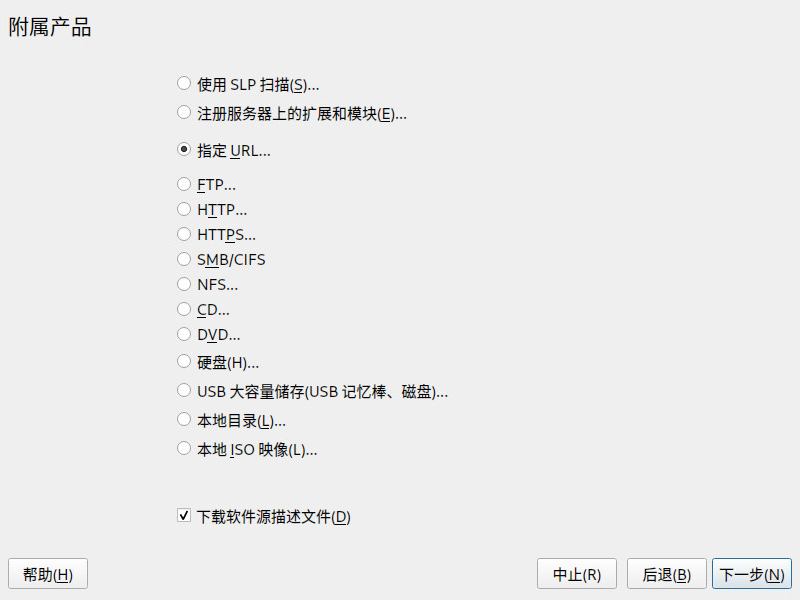 附属产品
使用 SLP 扫描(S)...
注册服务器上的扩展和模块(E)...
指定 URL...
FTP...
HTTP...
HTTPS...
SMB/CIFS
NFS...
CD...
DVD...
硬盘(H)...
USB 大容量储存(USB 记忆棒、磁盘)...
本地目录(L)...
本地 ISO 映像(L)...
下载软件源描述文件(D)
帮助(H) 中止(R) 后退(B) 下一步(N)